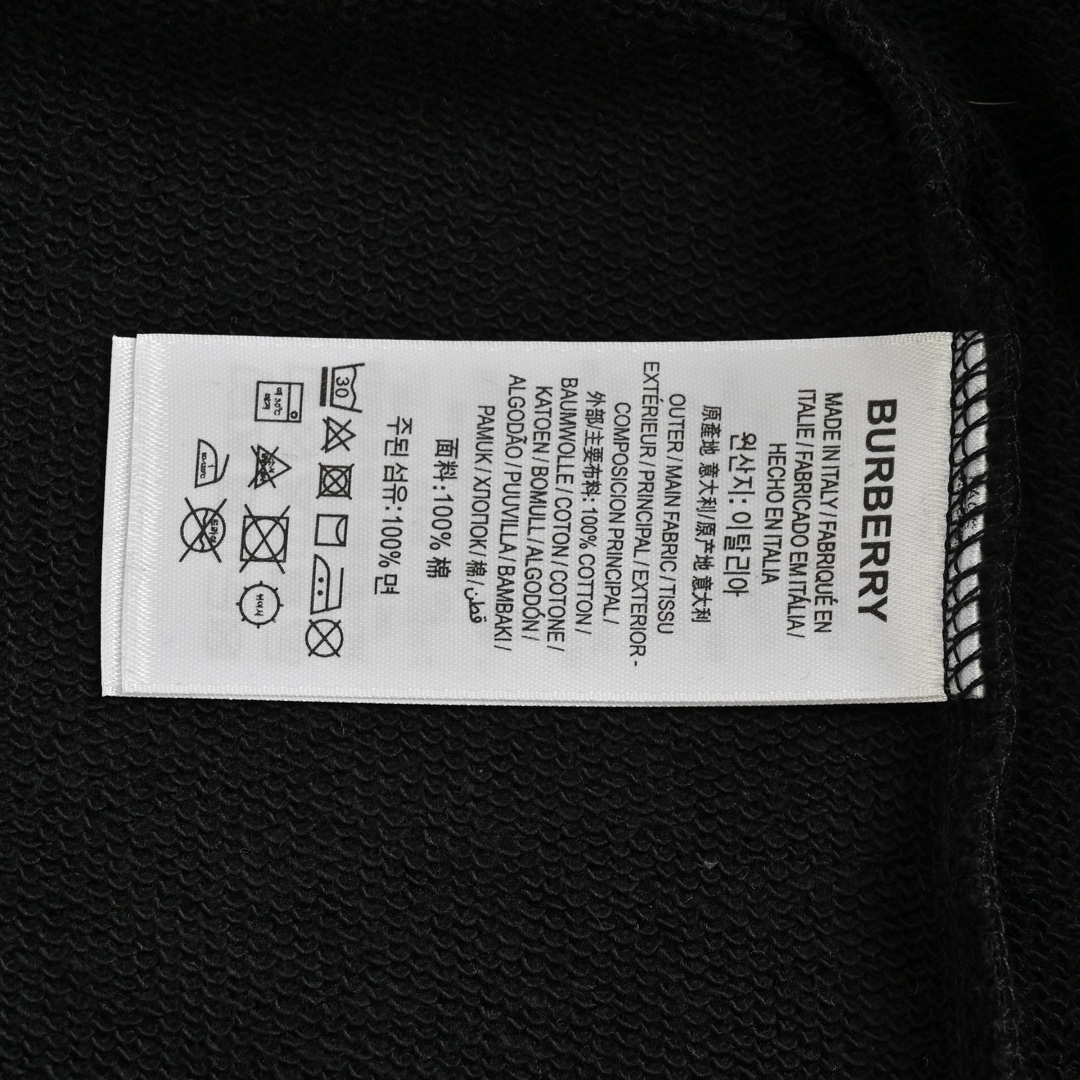 BURBERRY
MADE IN ITALY / FABRIQUÉ EN
ITALIE / FABRICADO EM ITÁLIA /
HECHO EN ITALIA
원산지: 이탈리아
原產地 意大利/ 原产地 意大利
OUTER / MAIN FABRIC / TISSU
EXTÉRIEUR / PRINCIPAL / EXTERIOR -
COMPOSICION PRINCIPAL /
外部/主要布料: 100% COTTON /
BAUMWOLLE / COTON / COTONE /
KATOEN / BOMULL / ALGODÓN /
ALGODÃO / PUUVILLA / BAMBAKI /
PAMUK / ХЛОПОК / 棉 / قطن
面料:100% 棉
주된섬유:100%면
30